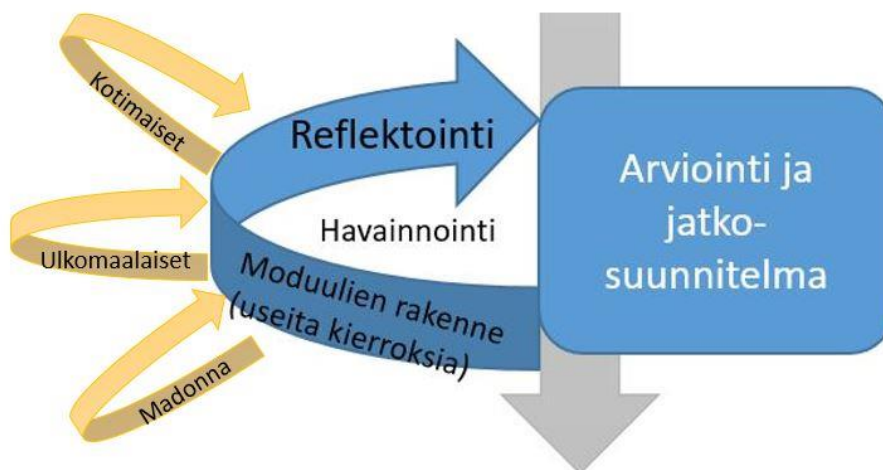 Kotimaiset
Reflektointi
Arviointi ja
jatko-
suunnitelma
Havainnointi
Ulkomaalaiset
Moduulien rakenne
(useita kierroksia)
Madonna